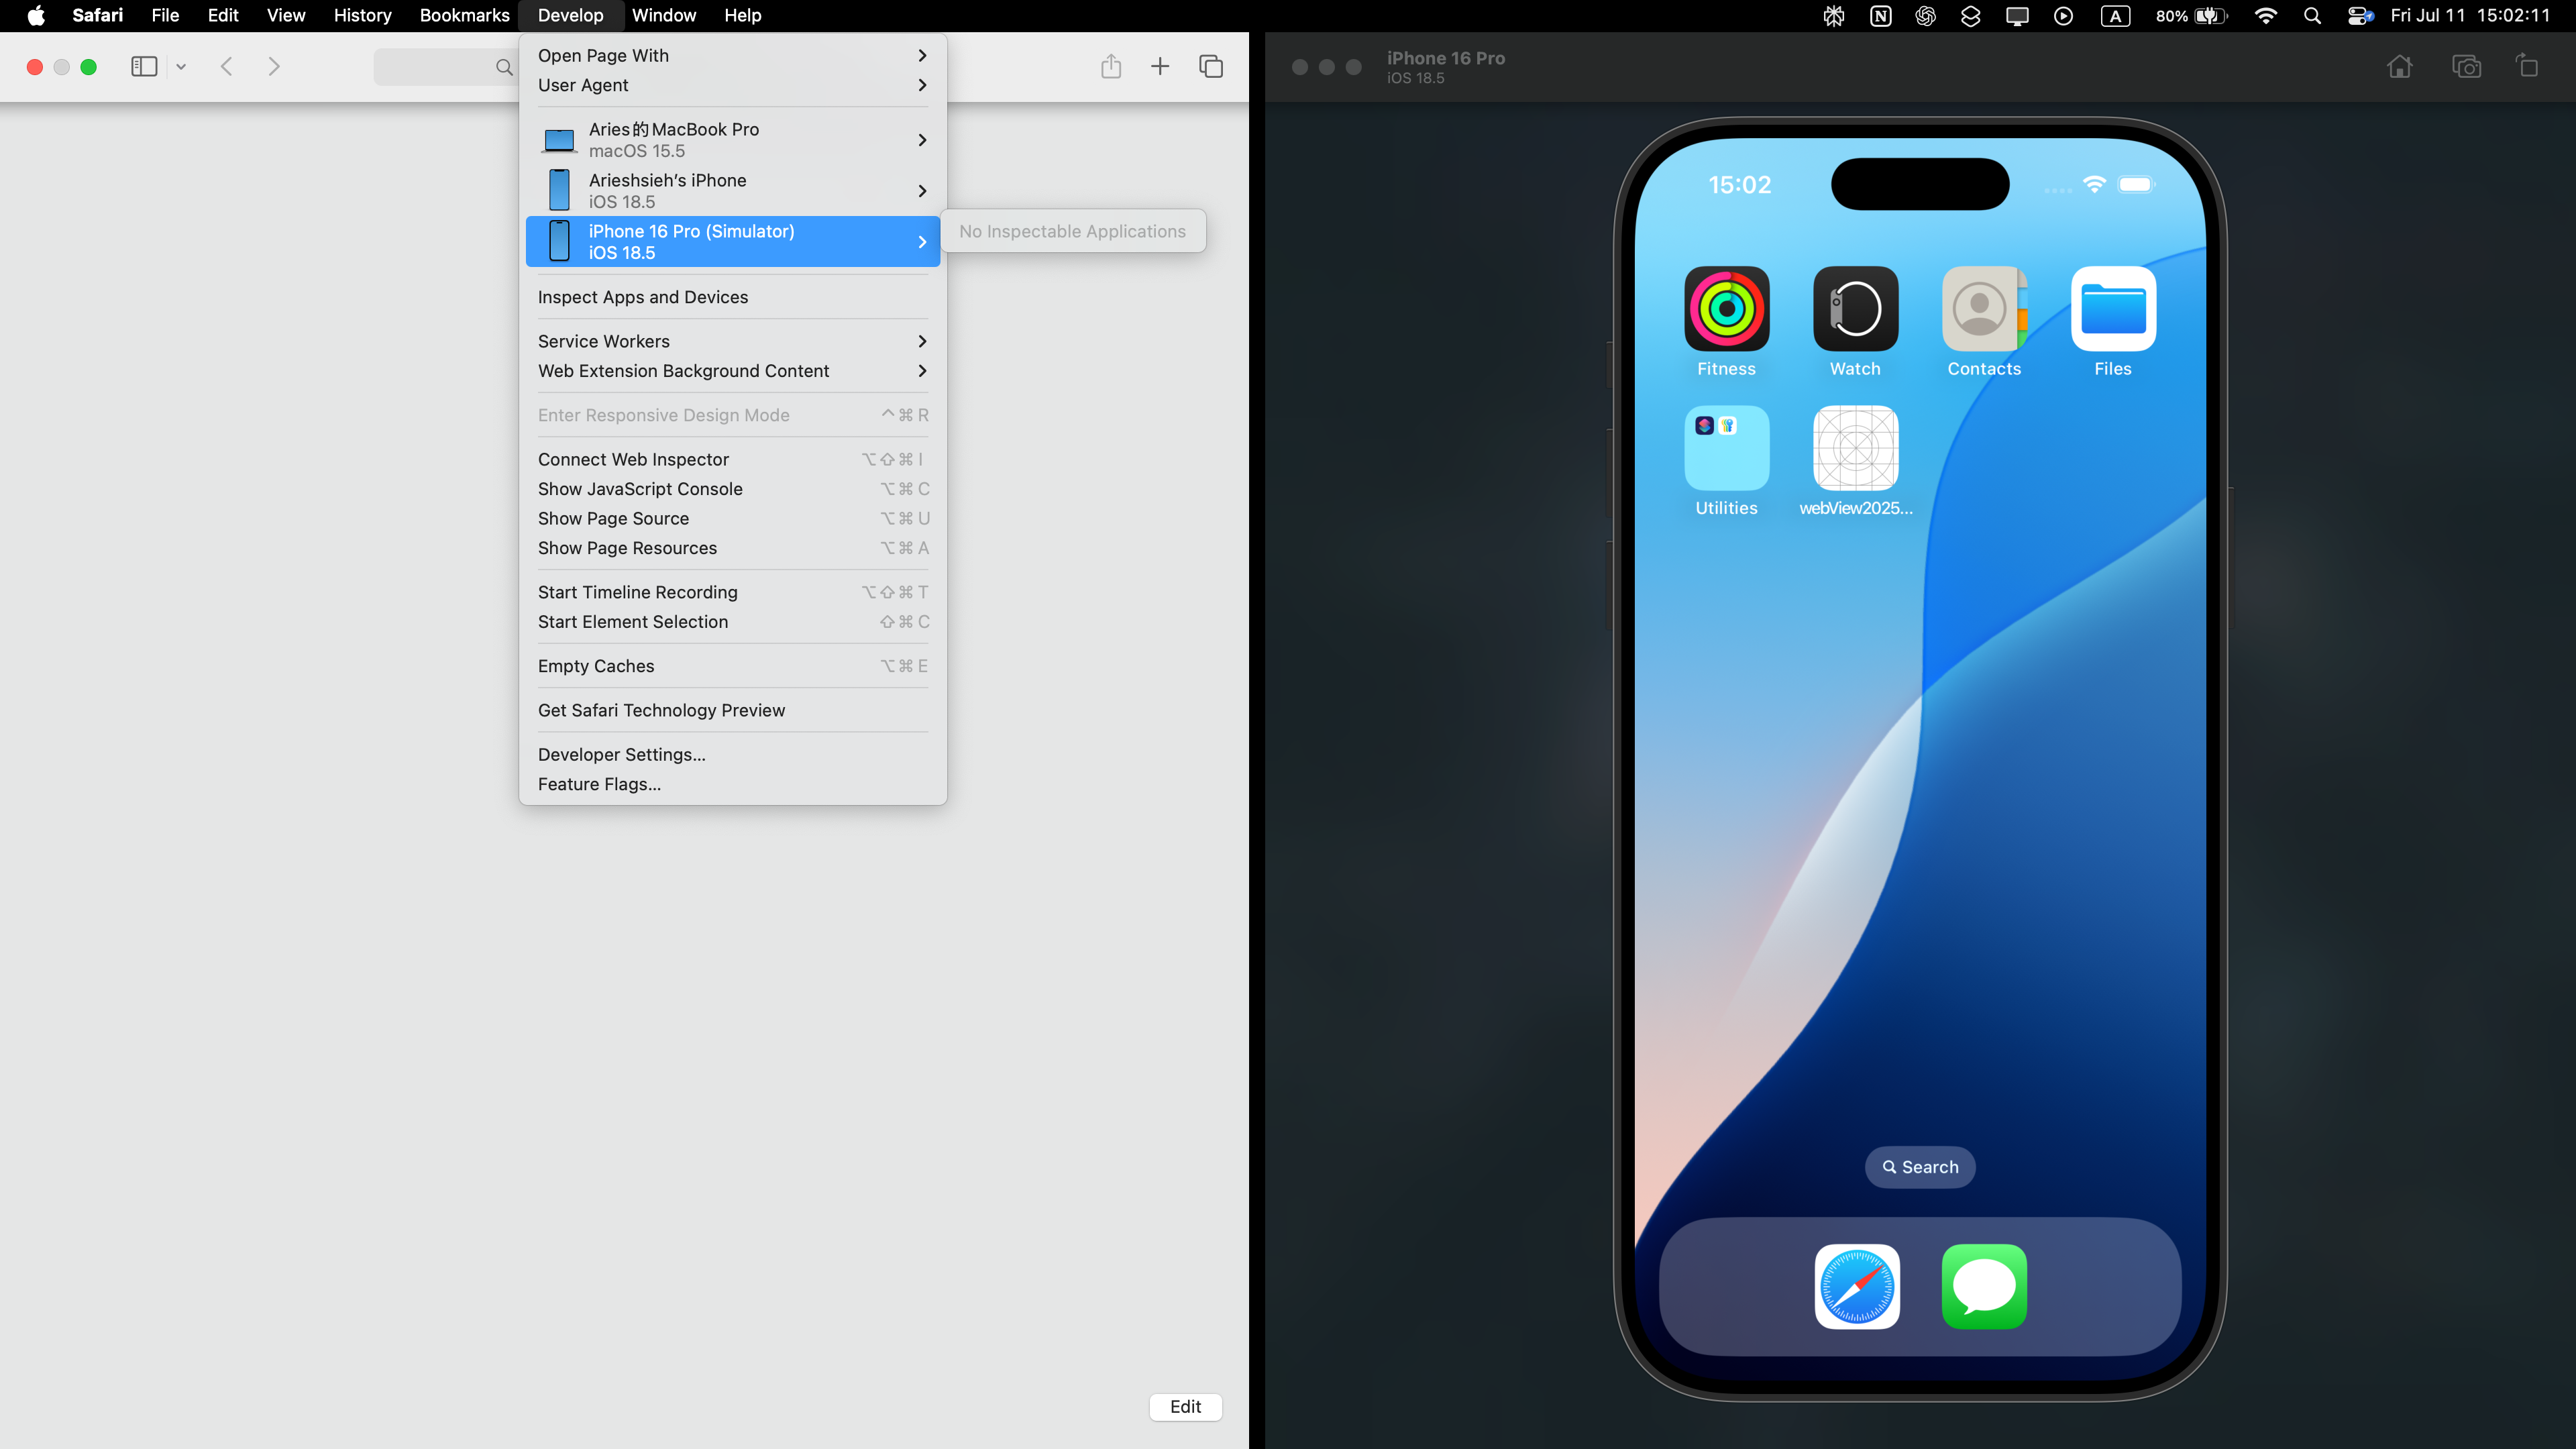 Safari File Edit View History Bookmarks Develop Window Help
A 80% Fri Jul 11 15:02:11
Open Page With
User Agent
Aries的MacBook Pro
macOS 15.5
Arieshsieh’s iPhone
iOS 18.5
iPhone 16 Pro (Simulator)
iOS 18.5
No Inspectable Applications
Inspect Apps and Devices
Service Workers
Web Extension Background Content
Enter Responsive Design Mode ^⌘R
Connect Web Inspector ⌥⇧⌘I
Show JavaScript Console ⌥⌘C
Show Page Source ⌥⌘U
Show Page Resources ⌥⌘A
Start Timeline Recording ⌥⇧⌘T
Start Element Selection ⇧⌘C
Empty Caches ⌥⌘E
Get Safari Technology Preview
Developer Settings...
Feature Flags...
Edit
iPhone 16 Pro
iOS 18.5
15:02
Fitness Watch Contacts Files
Utilities webView2025...
Search